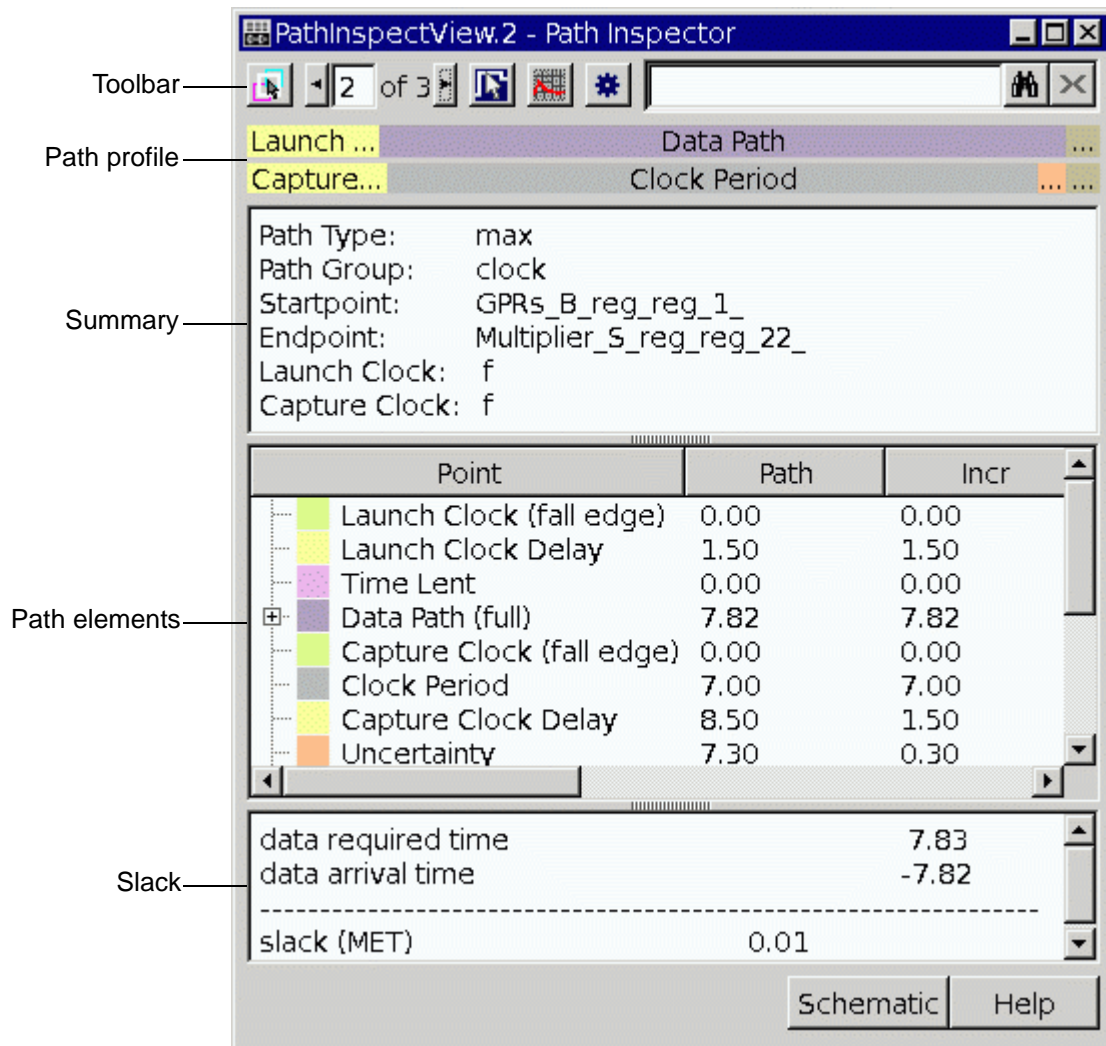 PathInspectView.2 - Path Inspector
Toolbar
2 of 3
Path profile
Launch ... Data Path ...
Capture... Clock Period ... ...
Summary
Path Type: max
Path Group: clock
Startpoint: GPRs_B_reg_reg_1_
Endpoint: Multiplier_S_reg_reg_22_
Launch Clock: f
Capture Clock: f
Path elements
Point Path Incr
Launch Clock (fall edge) 0.00 0.00
Launch Clock Delay 1.50 1.50
Time Lent 0.00 0.00
Data Path (full) 7.82 7.82
Capture Clock (fall edge) 0.00 0.00
Clock Period 7.00 7.00
Capture Clock Delay 8.50 1.50
Uncertainty 7.30 0.30
Slack
data required time 7.83
data arrival time -7.82
------------------------------------------------------------
slack (MET) 0.01
Schematic Help